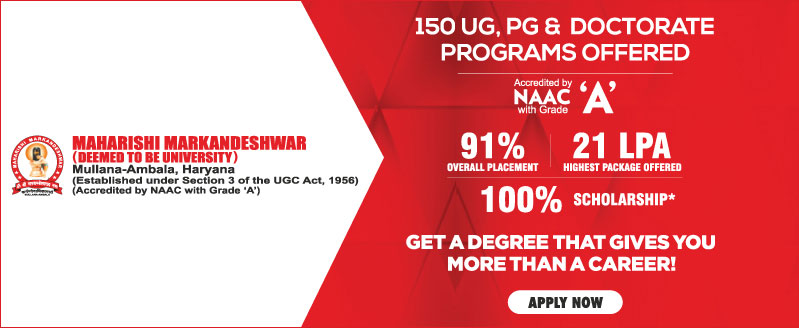 MAHARISHI MARKANDESHWAR
MAHARISHI MARKANDESHWAR
(DEEMED TO BE UNIVERSITY)
Mullana-Ambala, Haryana
(Established under Section 3 of the UGC Act, 1956)
(Accredited by NAAC with Grade 'A')
150 UG, PG & DOCTORATE
PROGRAMS OFFERED
Accredited by
NAAC
with Grade
'A'
91%
OVERALL PLACEMENT
21 LPA
HIGHEST PACKAGE OFFERED
100% SCHOLARSHIP*
GET A DEGREE THAT GIVES YOU
MORE THAN A CAREER!
APPLY NOW